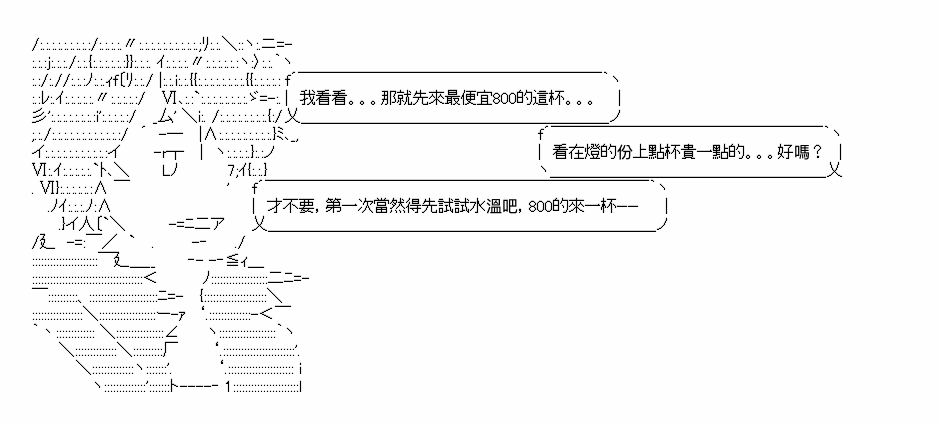 我看看。。。那就先來最便宜800的這杯。。。
看在燈的份上點杯貴一點的。。。好嗎？
才不要，第一次當然得先試試水溫吧，800的來一杯——